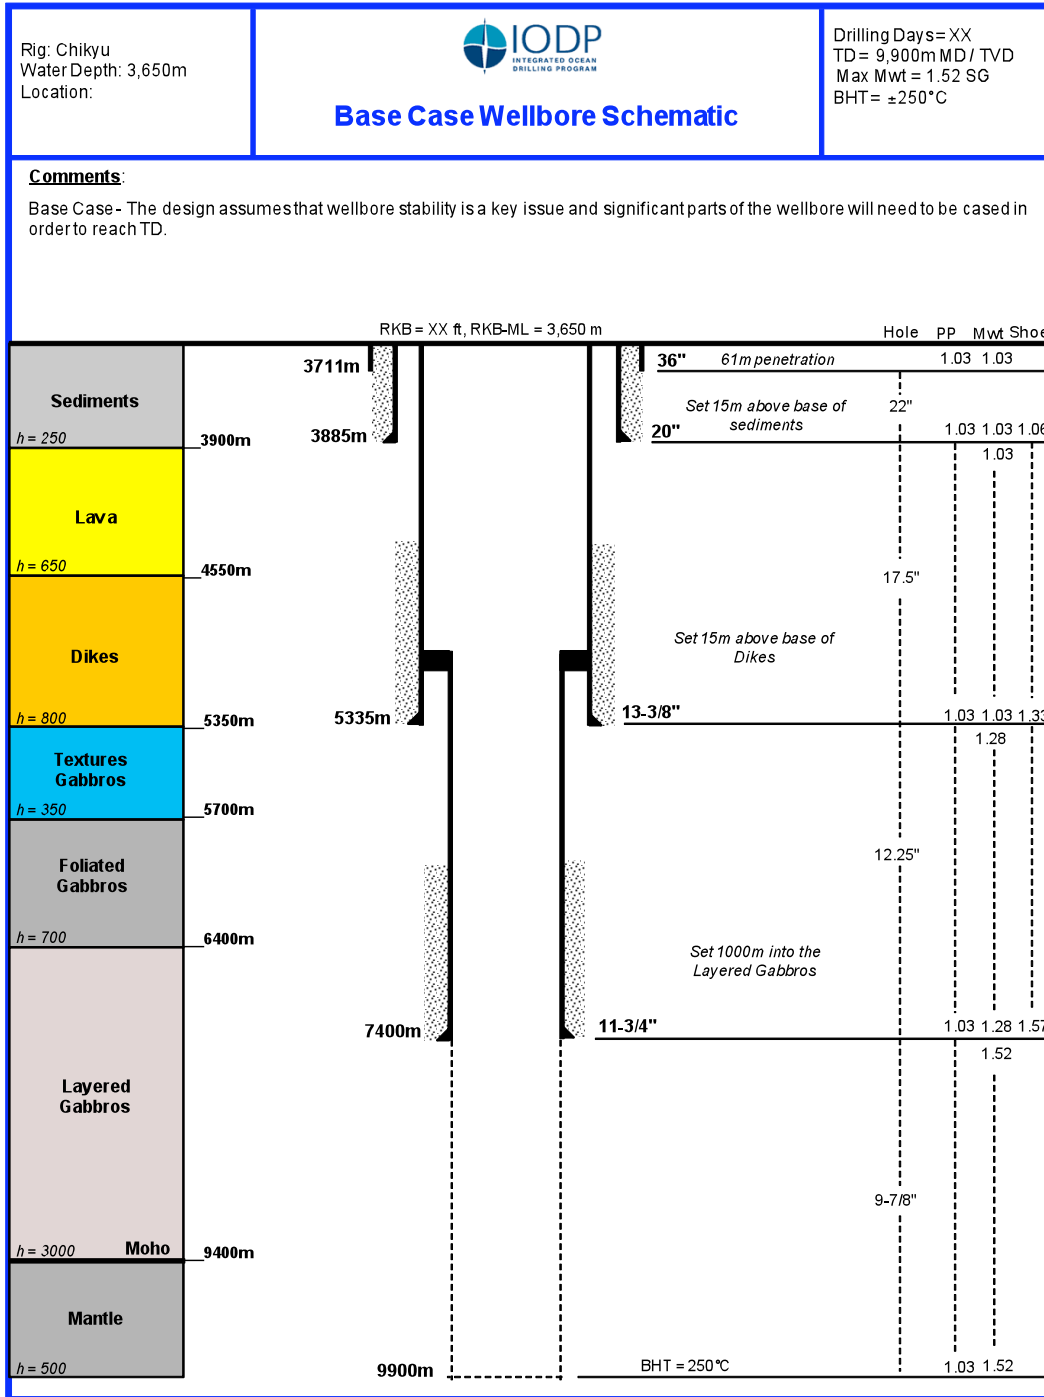 Rig: Chikyu
Water Depth: 3,650m
Location:
IODP
INTEGRATED OCEAN
DRILLING PROGRAM
Base Case Wellbore Schematic
Drilling Days= XX
TD= 9,900m MD / TVD
Max Mwt = 1.52 SG
BHT= ±250°C
Comments:
Base Case- The design assumes that wellbore stability is a key issue and significant parts of the wellbore will need to be cased in
order to reach TD.
RKB = XX ft, RKB-ML = 3,650 m
Hole PP Mwt Shoe
3711m 36" 61m penetration 1.03 1.03
Sediments
Set 15m above base of
sediments
22"
h = 250 3900m 3885m 20" 1.03 1.03 1.06
1.03
Lava
h = 650 4550m
17.5"
Dikes
Set 15m above base of
Dikes
h = 800 5350m 5335m 13-3/8" 1.03 1.03 1.33
1.28
Textures
Gabbros
h = 350 5700m
12.25"
Foliated
Gabbros
h = 700 6400m
Set 1000m into the
Layered Gabbros
7400m 11-3/4" 1.03 1.28 1.57
1.52
Layered
Gabbros
9-7/8"
h = 3000 Moho 9400m
Mantle
h = 500 9900m BHT = 250°C 1.03 1.52